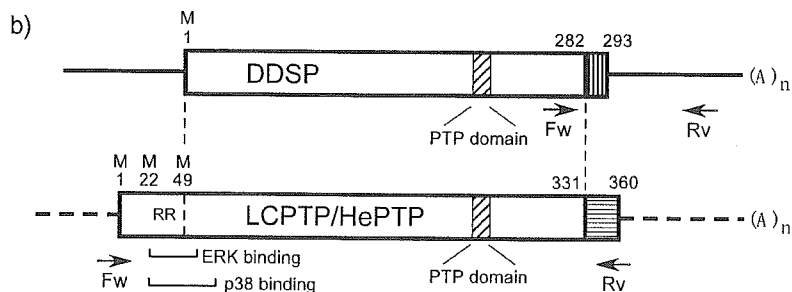 b)
M
1
282 293
DDSP
(A)n
PTP domain
Fw
Rv
M M M
1 22 49
331 360
RR
LCPTP/HePTP
(A)n
ERK binding
PTP domain
Fw
Rv
p38 binding